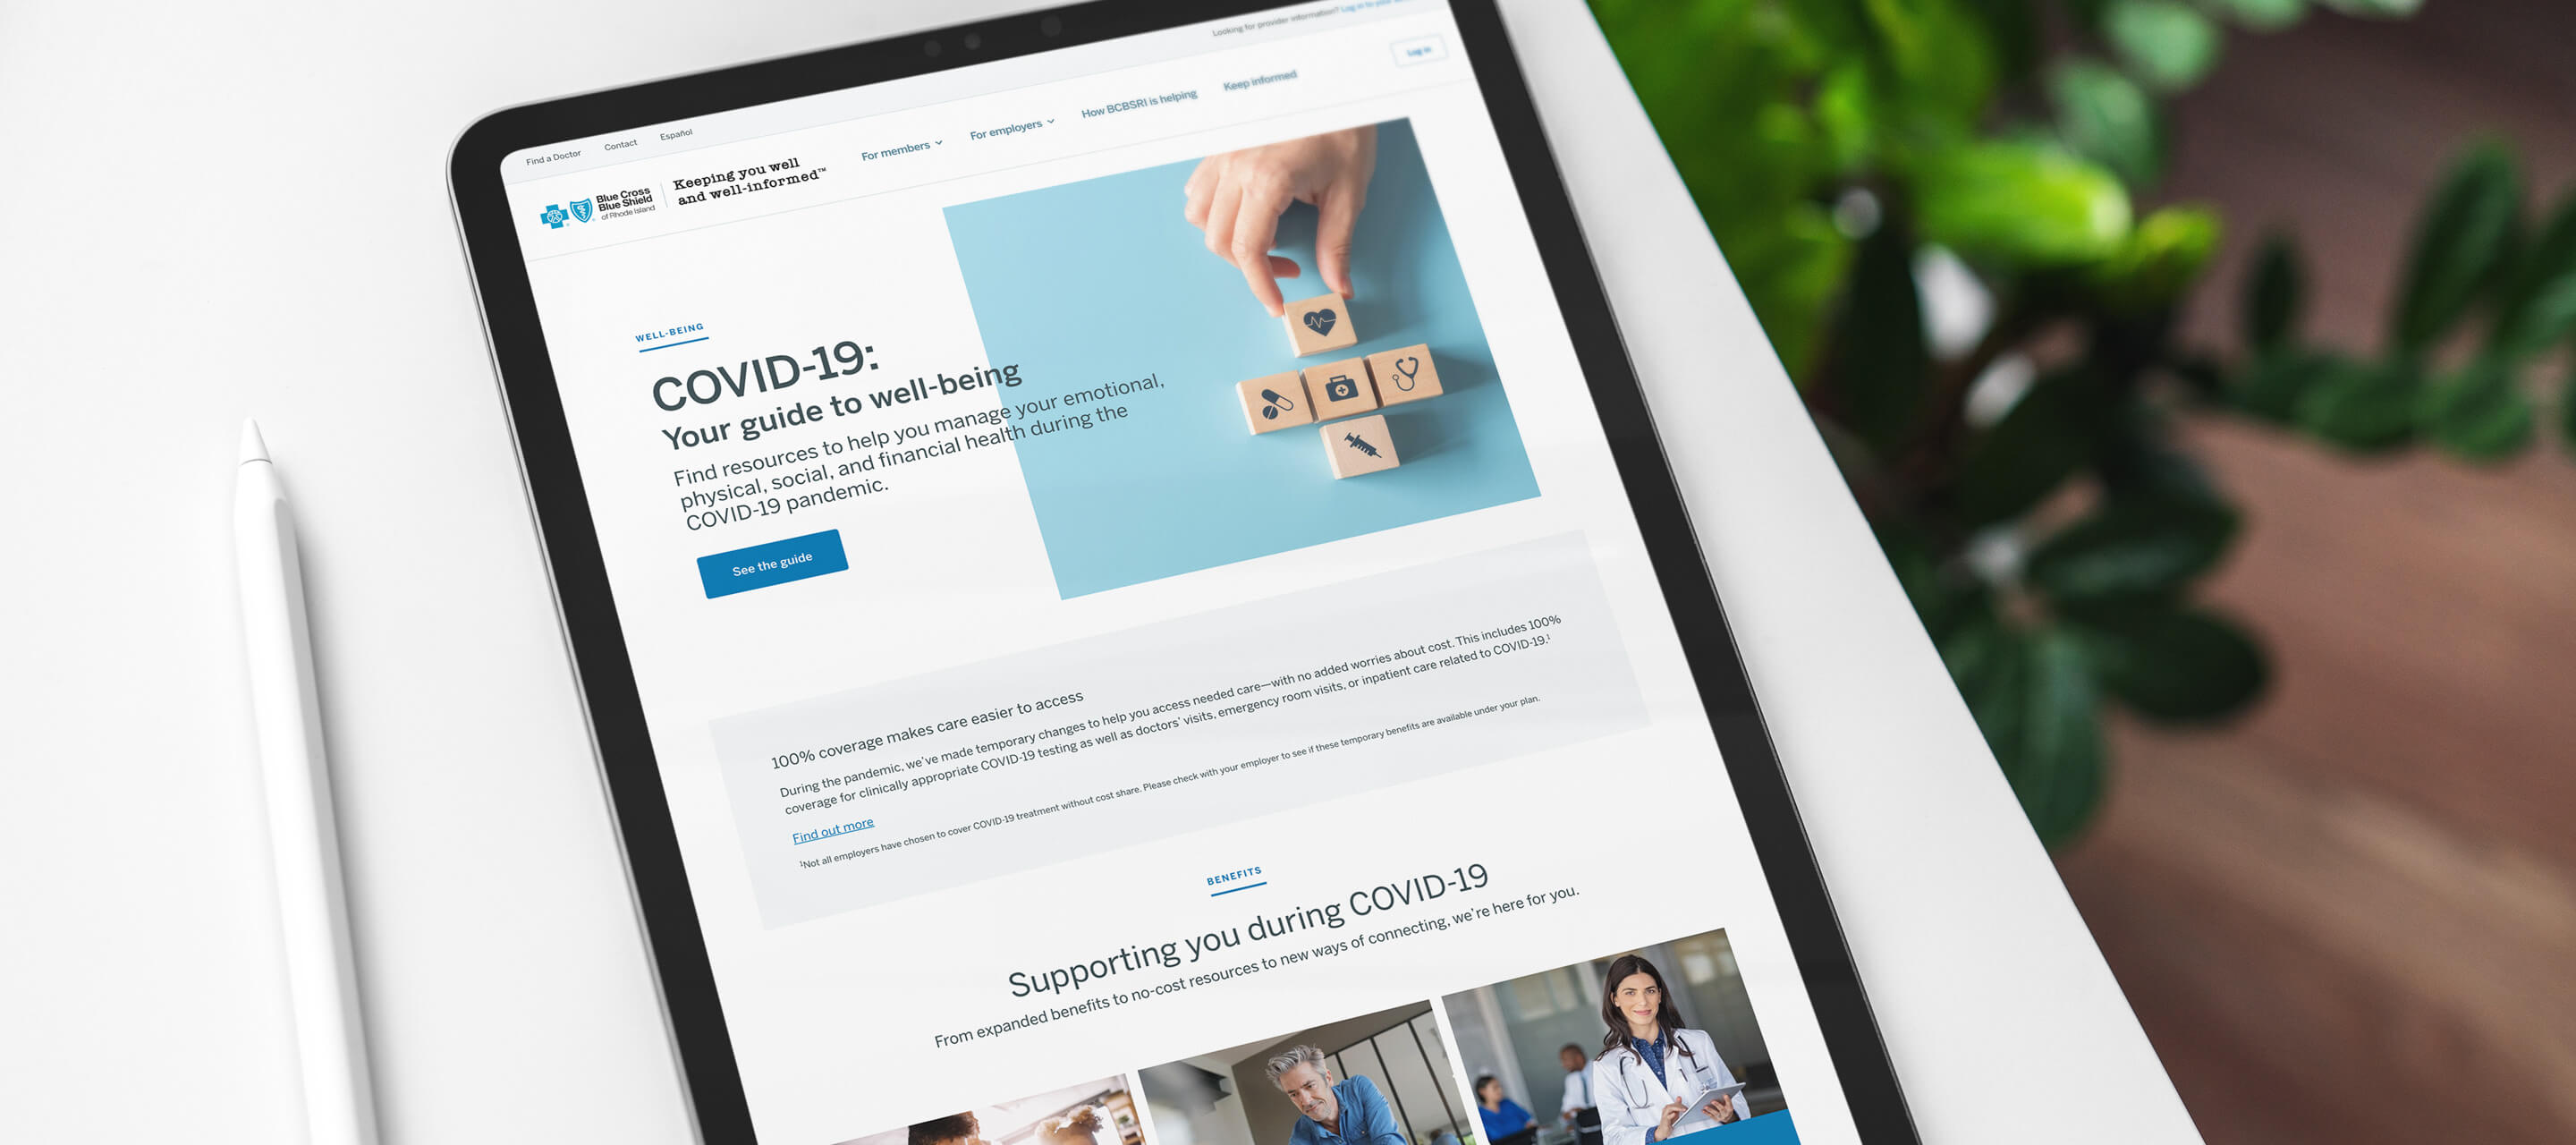 Looking for provider information? Log in to your
Find a Doctor Contact Español
Log in
Blue Cross
Blue Shield
of Rhode Island
Keeping you well
and well-informed™
For members For employers How BCBSRI is helping Keep informed
WELL-BEING
COVID-19:
Your guide to well-being
Find resources to help you manage your emotional,
physical, social, and financial health during the
COVID-19 pandemic.
See the guide
100% coverage makes care easier to access
During the pandemic, we've made temporary changes to help you access needed care—with no added worries about cost. This includes 100%
coverage for clinically appropriate COVID-19 testing as well as doctors' visits, emergency room visits, or inpatient care related to COVID-19.¹
Find out more
¹Not all employers have chosen to cover COVID-19 treatment without cost share. Please check with your employer to see if these temporary benefits are available under your plan.
BENEFITS
Supporting you during COVID-19
From expanded benefits to no-cost resources to new ways of connecting, we're here for you.